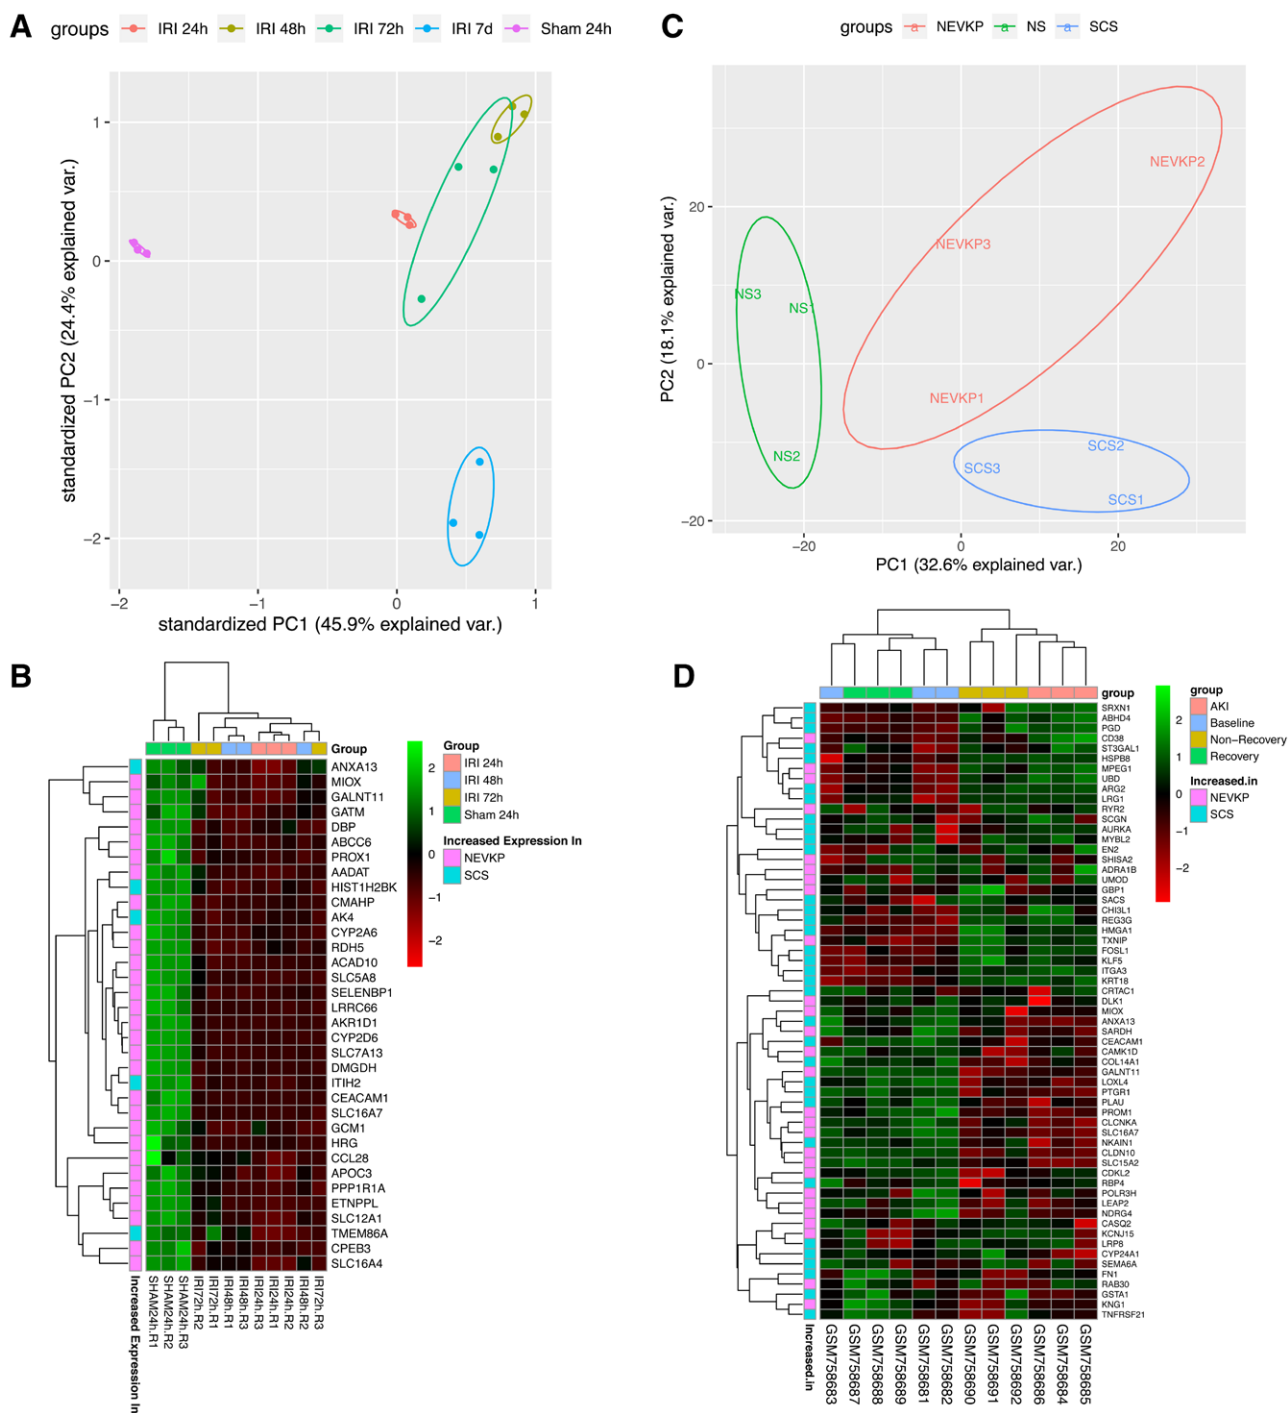 A
groups IRI 24h IRI 48h IRI 72h IRI 7d Sham 24h
standardized PC2 (24.4% explained var.)
1
0
−1
−2
−2 −1 0 1
standardized PC1 (45.9% explained var.)
C
groups a NEVKP a NS a SCS
PC2 (18.1% explained var.)
20
0
−20
NEVKP2
NEVKP3
NS3
NS1
NEVKP1
NS2
SCS2
SCS3
SCS1
−20 0 20
PC1 (32.6% explained var.)
B
Group
ANXA13
MIOX
GALNT11
GATM
DBP
ABCC6
PROX1
AADAT
HIST1H2BK
CMAHP
AK4
CYP2A6
RDH5
ACAD10
SLC5A8
SELENBP1
LRRC66
AKR1D1
CYP2D6
SLC7A13
DMGDH
ITIH2
CEACAM1
SLC16A7
GCM1
HRG
CCL28
APOC3
PPP1R1A
ETNPPL
SLC12A1
TMEM86A
CPEB3
SLC16A4
Increased Expression In
SHAM24h.R1
SHAM24h.R2
SHAM24h.R3
IRI72h.R2
IRI72h.R1
IRI48h.R1
IRI48h.R3
IRI24h.R3
IRI24h.R1
IRI24h.R2
IRI48h.R2
IRI72h.R3
2
1
0
−1
−2
Group
IRI 24h
IRI 48h
IRI 72h
Sham 24h
Increased Expression In
NEVKP
SCS
D
group
SRXN1
ABHD4
PGD
CD38
ST3GAL1
HSPB8
MPEG1
UBD
ARG2
LRG1
RYR2
SCGN
AURKA
MYBL2
EN2
SHISA2
ADRA1B
UMOD
GBP1
SACS
CHI3L1
REG3G
HMGA1
TXNIP
FOSL1
KLF5
ITGA3
KRT18
CRTAC1
DLK1
MIOX
ANXA13
SARDH
CEACAM1
CAMK1D
COL14A1
GALNT11
LOXL4
PTGR1
PLAU
PROM1
CLCNKA
SLC16A7
NKAIN1
CLDN10
SLC15A2
CDKL2
RBP4
POLR3H
LEAP2
NDRG4
CASQ2
KCNJ15
LRP8
CYP24A1
SEMA6A
FN1
RAB30
GSTA1
KNG1
TNFRSF21
Increased.in
GSM758683
GSM758687
GSM758688
GSM758689
GSM758681
GSM758682
GSM758690
GSM758691
GSM758692
GSM758686
GSM758684
GSM758685
2
1
0
−1
−2
group
AKI
Baseline
Non−Recovery
Recovery
Increased.in
NEVKP
SCS